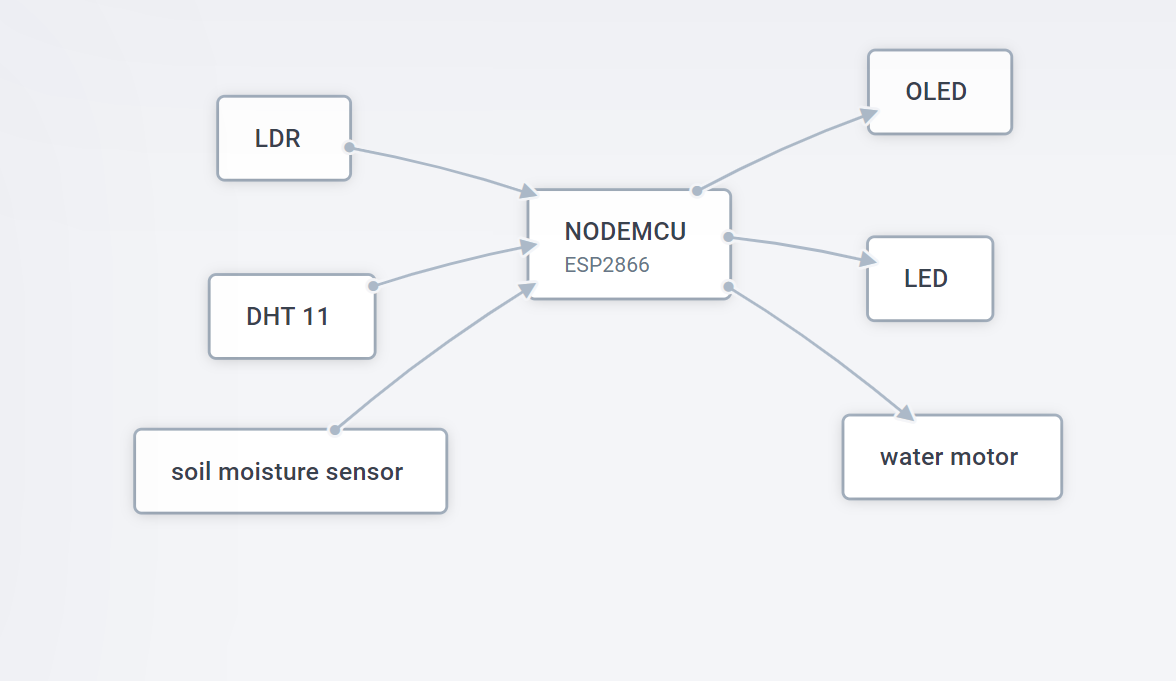 OLED
LDR
NODEMCU
ESP2866
LED
DHT 11
water motor
soil moisture sensor